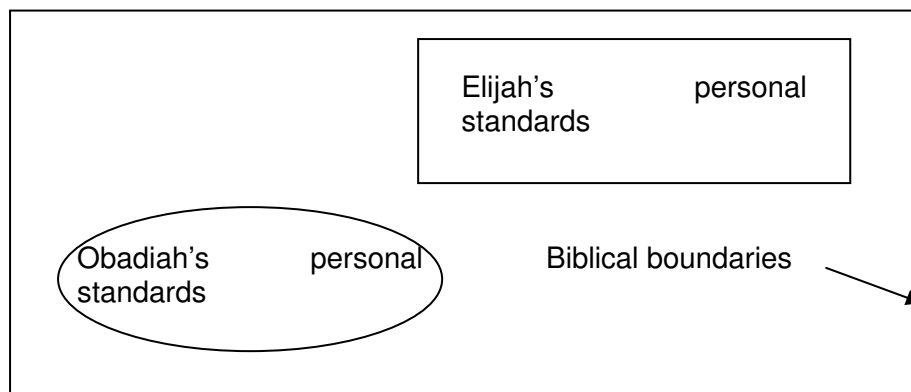 Elijah's personal
standards
Obadiah's personal
standards
Biblical boundaries